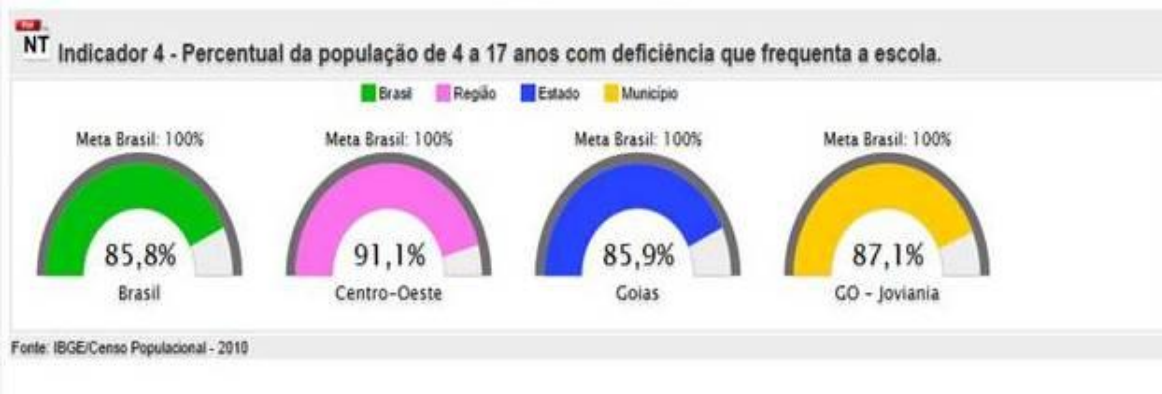 NT Indicador 4 - Percentual da população de 4 a 17 anos com deficiência que frequenta a escola.
Brasil Região Estado Município
Meta Brasil: 100% Meta Brasil: 100% Meta Brasil: 100% Meta Brasil: 100%
85,8% 91,1% 85,9% 87,1%
Brasil Centro-Oeste Goias GO - Joviania
Fonte: IBGE/Censo Populacional - 2010